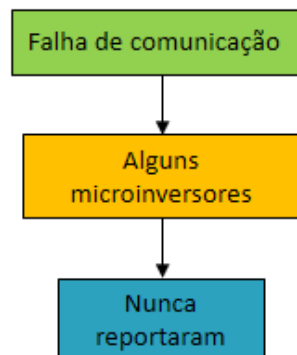 Falha de comunicação
Alguns
microinversores
Nunca
reportaram